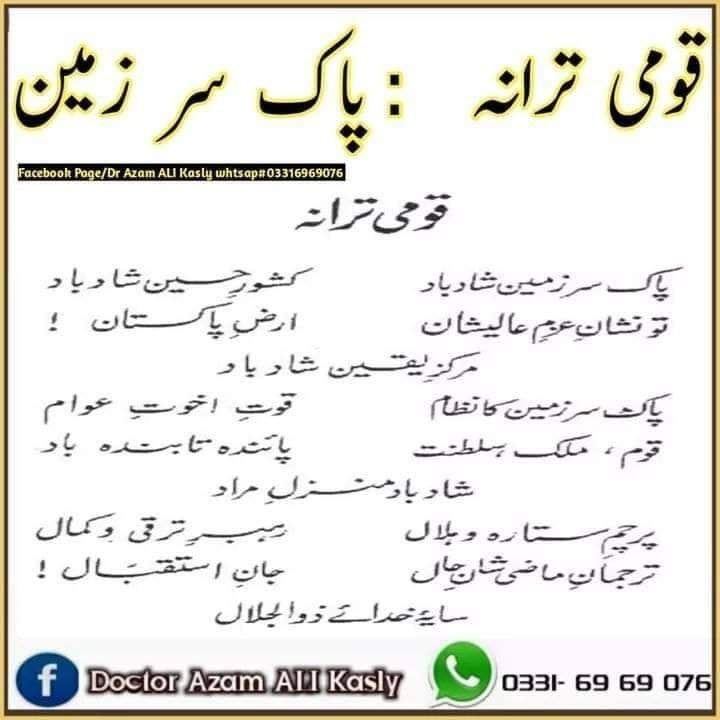 قومی ترانہ : پاک سر زمین
Facebook Page/Dr Azam ALI Kasly whtsap#03316969076
قومی ترانہ
پاک سرزمین شاد باد کشورِ حسین شاد باد
تو نشانِ عزمِ عالیشان ارضِ پاکستان !
مرکزِ یقین شاد باد
پاک سرزمین کا نظام قوتِ اخوتِ عوام
قوم ، ملک ، سلطنت پائندہ تابندہ باد
شاد باد منزلِ مراد
پرچمِ ستارہ و ہلال رہبرِ ترقی و کمال
ترجمانِ ماضی شانِ حال جانِ استقبال !
سایۂ خدائے ذوالجلال
Doctor Azam ALI Kasly 0331- 69 69 076